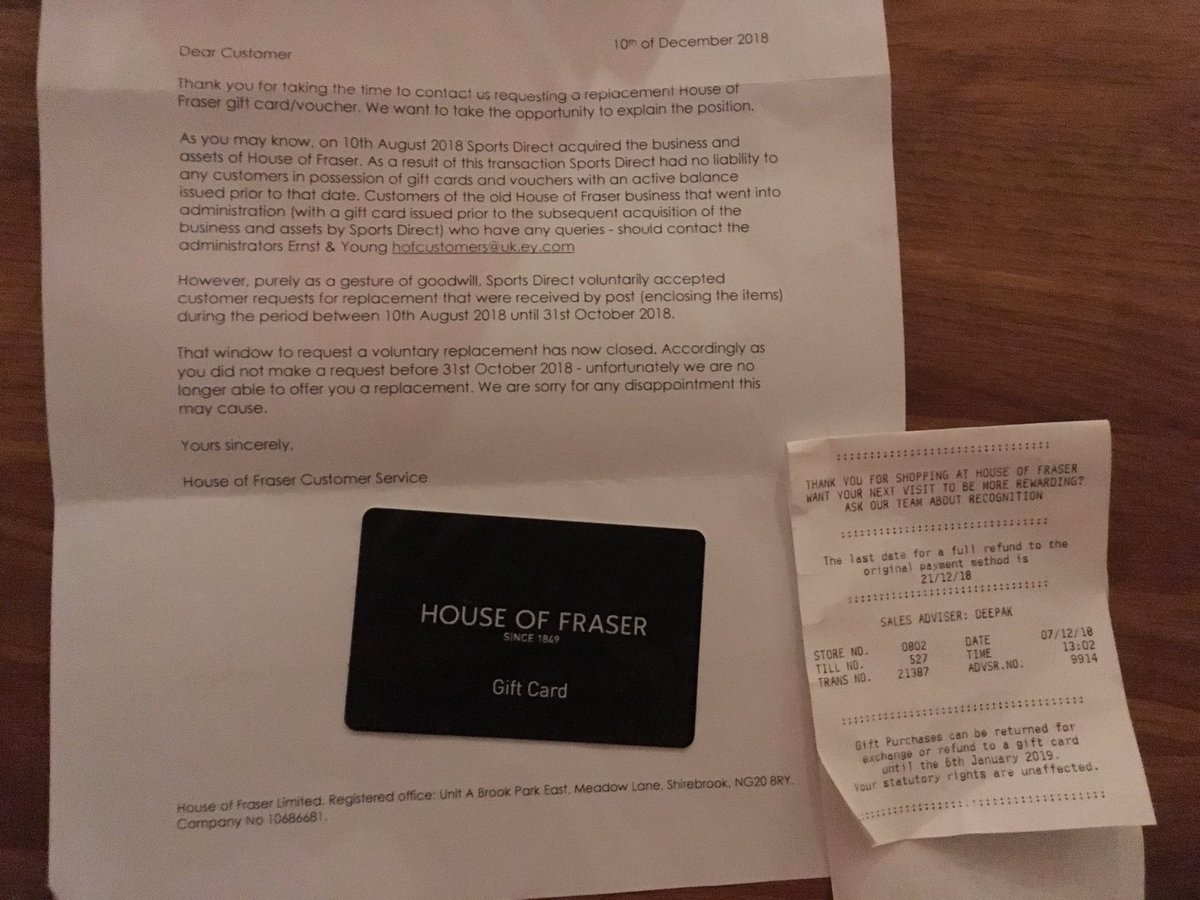 10th of December 2018
Dear Customer
Thank you for taking the time to contact us requesting a replacement House of
Fraser gift card/voucher. We want to take the opportunity to explain the position.
As you may know, on 10th August 2018 Sports Direct acquired the business and
assets of House of Fraser. As a result of this transaction Sports Direct had no liability to
any customers in possession of gift cards and vouchers with an active balance
issued prior to that date. Customers of the old House of Fraser business that went into
administration (with a gift card issued prior to the subsequent acquisition of the
business and assets by Sports Direct) who have any queries - should contact the
administrators Ernst & Young hofcustomers@uk.ey.com
However, purely as a gesture of goodwill, Sports Direct voluntarily accepted
customer requests for replacement that were received by post (enclosing the items)
during the period between 10th August 2018 until 31st October 2018.
That window to request a voluntary replacement has now closed. Accordingly as
you did not make a request before 31st October 2018 - unfortunately we are no
longer able to offer you a replacement. We are sorry for any disappointment this
may cause.
Yours sincerely,
House of Fraser Customer Service
HOUSE OF FRASER
SINCE 1849
Gift Card
House of Fraser Limited. Registered office: Unit A Brook Park East, Meadow Lane, Shirebrook, NG20 8RY.
Company No 10686681.
THANK YOU FOR SHOPPING AT HOUSE OF FRASER
WANT YOUR NEXT VISIT TO BE MORE REWARDING?
ASK OUR TEAM ABOUT RECOGNITION
The last date for a full refund to the
original payment method is
21/12/18
SALES ADVISER: DEEPAK
STORE NO. 0802 DATE 07/12/18
TILL NO. 527 TIME 13:02
TRANS NO. 21387 ADVSR.NO. 9914
Gift Purchases can be returned for
exchange or refund to a gift card
until the 6th January 2019.
Your statutory rights are unaffected.